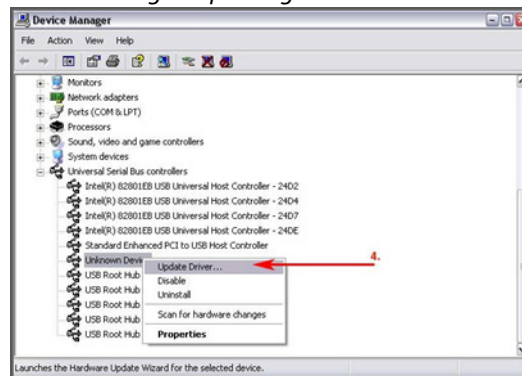 Device Manager
File Action View Help
Monitors
Network adapters
Ports (COM & LPT)
Processors
Sound, video and game controllers
System devices
Universal Serial Bus controllers
Intel(R) 82801EB USB Universal Host Controller - 24D2
Intel(R) 82801EB USB Universal Host Controller - 24D4
Intel(R) 82801EB USB Universal Host Controller - 24D7
Intel(R) 82801EB USB Universal Host Controller - 24DE
Standard Enhanced PCI to USB Host Controller
Unknown Devi
USB Root Hub
USB Root Hub
USB Root Hub
USB Root Hub
USB Root Hub
Update Driver...
Disable
Uninstall
Scan for hardware changes
Properties
4.
Launches the Hardware Update Wizard for the selected device.